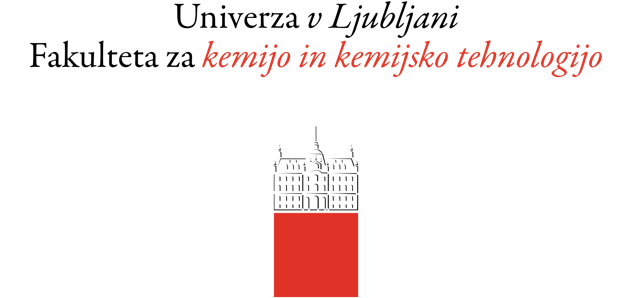 Univerza v Ljubljani
Fakulteta za kemijo in kemijsko tehnologijo